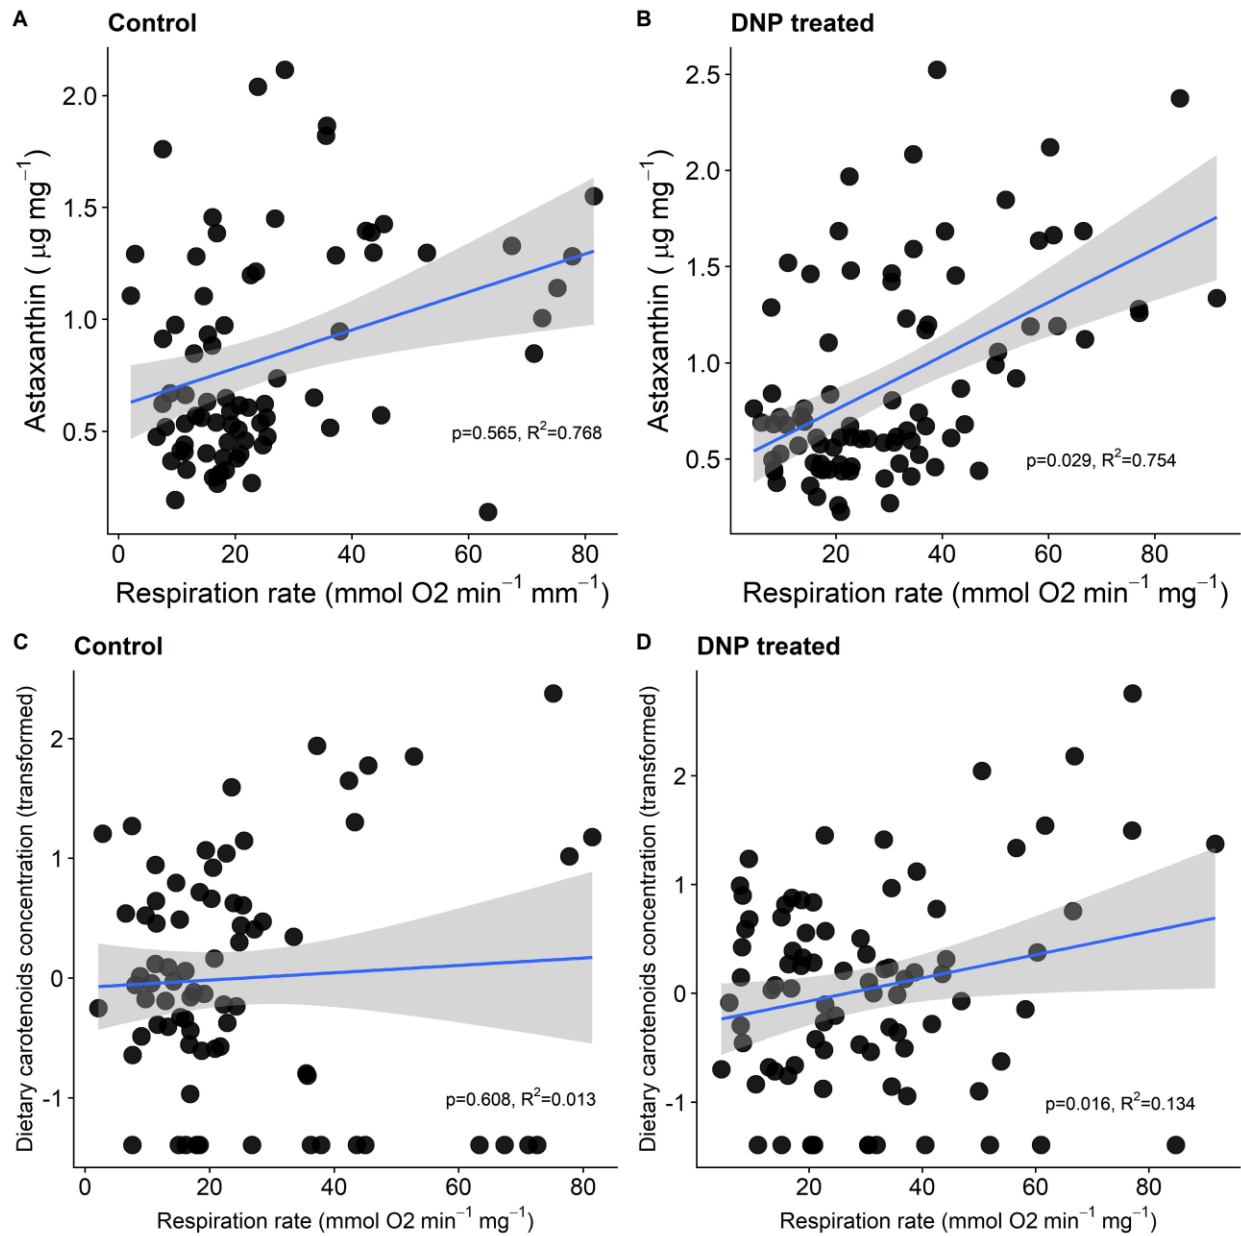 A Control
2.0
1.5
1.0
0.5
Astaxanthin ( μg mg⁻¹)
p=0.565, R²=0.768
0 20 40 60 80
Respiration rate (mmol O2 min⁻¹ mm⁻¹)
B DNP treated
2.5
2.0
1.5
1.0
0.5
Astaxanthin ( μg mg⁻¹)
p=0.029, R²=0.754
20 40 60 80
Respiration rate (mmol O2 min⁻¹ mg⁻¹)
C Control
2
1
0
-1
Dietary carotenoids concentration (transformed)
p=0.608, R²=0.013
0 20 40 60 80
Respiration rate (mmol O2 min⁻¹ mg⁻¹)
D DNP treated
2
1
0
-1
Dietary carotenoids concentration (transformed)
p=0.016, R²=0.134
20 40 60 80
Respiration rate (mmol O2 min⁻¹ mg⁻¹)